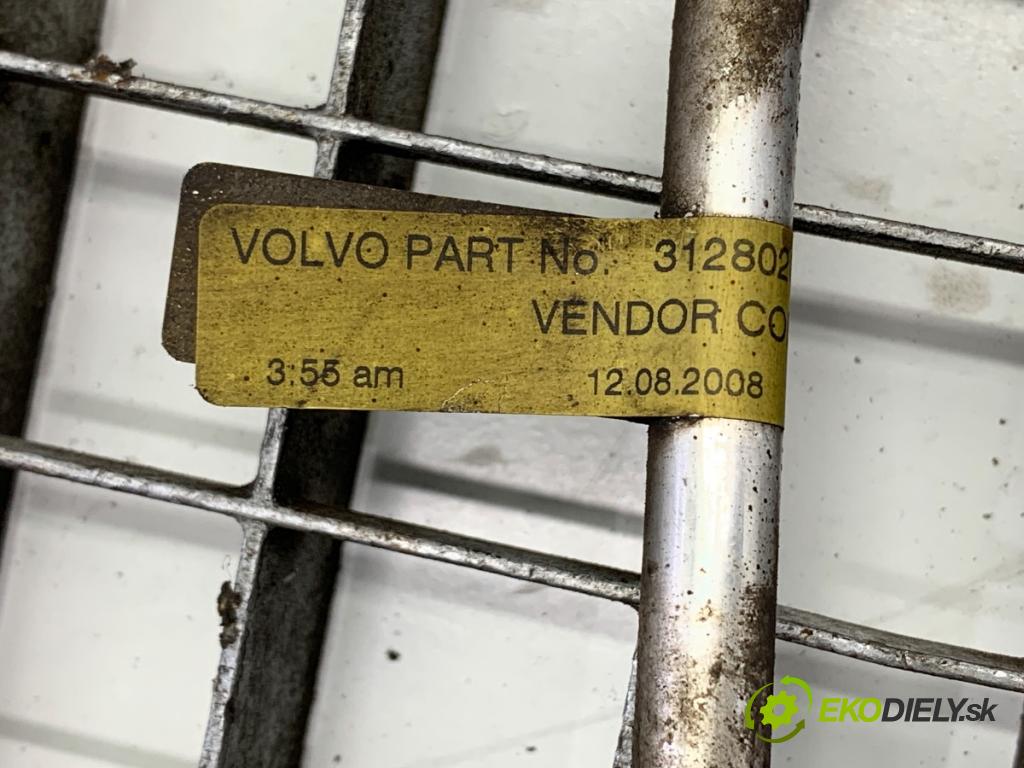 VOLVO PART No. 312802
VENDOR CO
3:55 am 12.08.2008
EKODIELY.sk